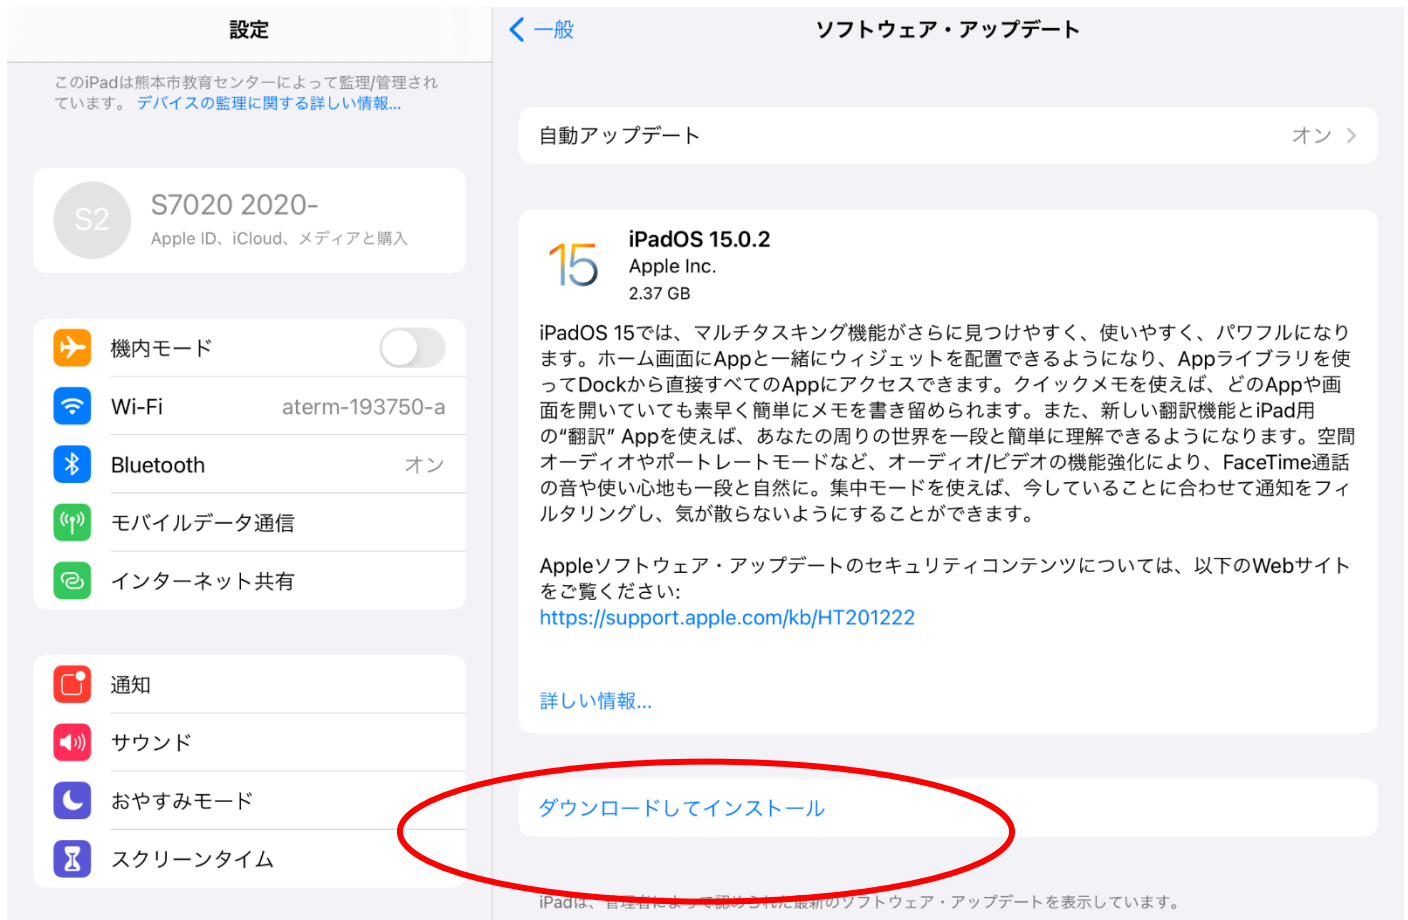 設定
このiPadは熊本市教育センターによって監理/管理され
ています。 デバイスの監理に関する詳しい情報...
S2
S7020 2020-
Apple ID、iCloud、メディアと購入
機内モード
Wi-Fi aterm-193750-a
Bluetooth オン
モバイルデータ通信
インターネット共有
通知
サウンド
おやすみモード
スクリーンタイム
一般 ソフトウェア・アップデート
自動アップデート オン
15
iPadOS 15.0.2
Apple Inc.
2.37 GB
iPadOS 15では、マルチタスキング機能がさらに見つけやすく、使いやすく、パワフルになり
ます。ホーム画面にAppと一緒にウィジェットを配置できるようになり、Appライブラリを使
ってDockから直接すべてのAppにアクセスできます。クイックメモを使えば、どのAppや画
面を開いていても素早く簡単にメモを書き留められます。また、新しい翻訳機能とiPad用
の“翻訳” Appを使えば、あなたの周りの世界を一段と簡単に理解できるようになります。空間
オーディオやポートレートモードなど、オーディオ/ビデオの機能強化により、FaceTime通話
の音や使い心地も一段と自然に。集中モードを使えば、今していることに合わせて通知をフィ
ルタリングし、気が散らないようにすることができます。
Appleソフトウェア・アップデートのセキュリティコンテンツについては、以下のWebサイト
をご覧ください:
https://support.apple.com/kb/HT201222
詳しい情報...
ダウンロードしてインストール
iPadは、管理者によって認められた最新のソフトウェア・アップデートを表示しています。